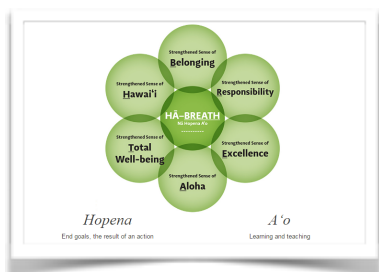 Strengthened Sense of
Belonging
Strengthened Sense of
Hawai'i
Strengthened Sense of
Responsibility
HĀ–BREATH
Nā Hopena A'o
Strengthened Sense of
Total
Well-being
Strengthened Sense of
Excellence
Strengthened Sense of
Aloha
Hopena
End goals, the result of an action
A‘o
Learning and teaching